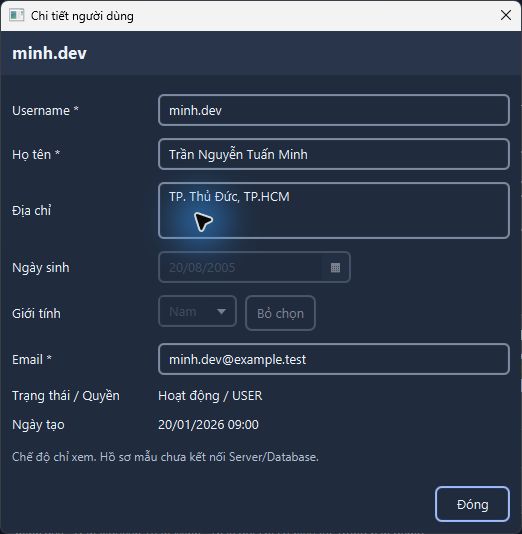 Chi tiết người dùng
minh.dev
Username * minh.dev
Họ tên * Trần Nguyễn Tuấn Minh
Địa chỉ TP. Thủ Đức, TP.HCM
Ngày sinh 20/08/2005
Giới tính Nam Bỏ chọn
Email * minh.dev@example.test
Trạng thái / Quyền Hoạt động / USER
Ngày tạo 20/01/2026 09:00
Chế độ chỉ xem. Hồ sơ mẫu chưa kết nối Server/Database.
Đóng